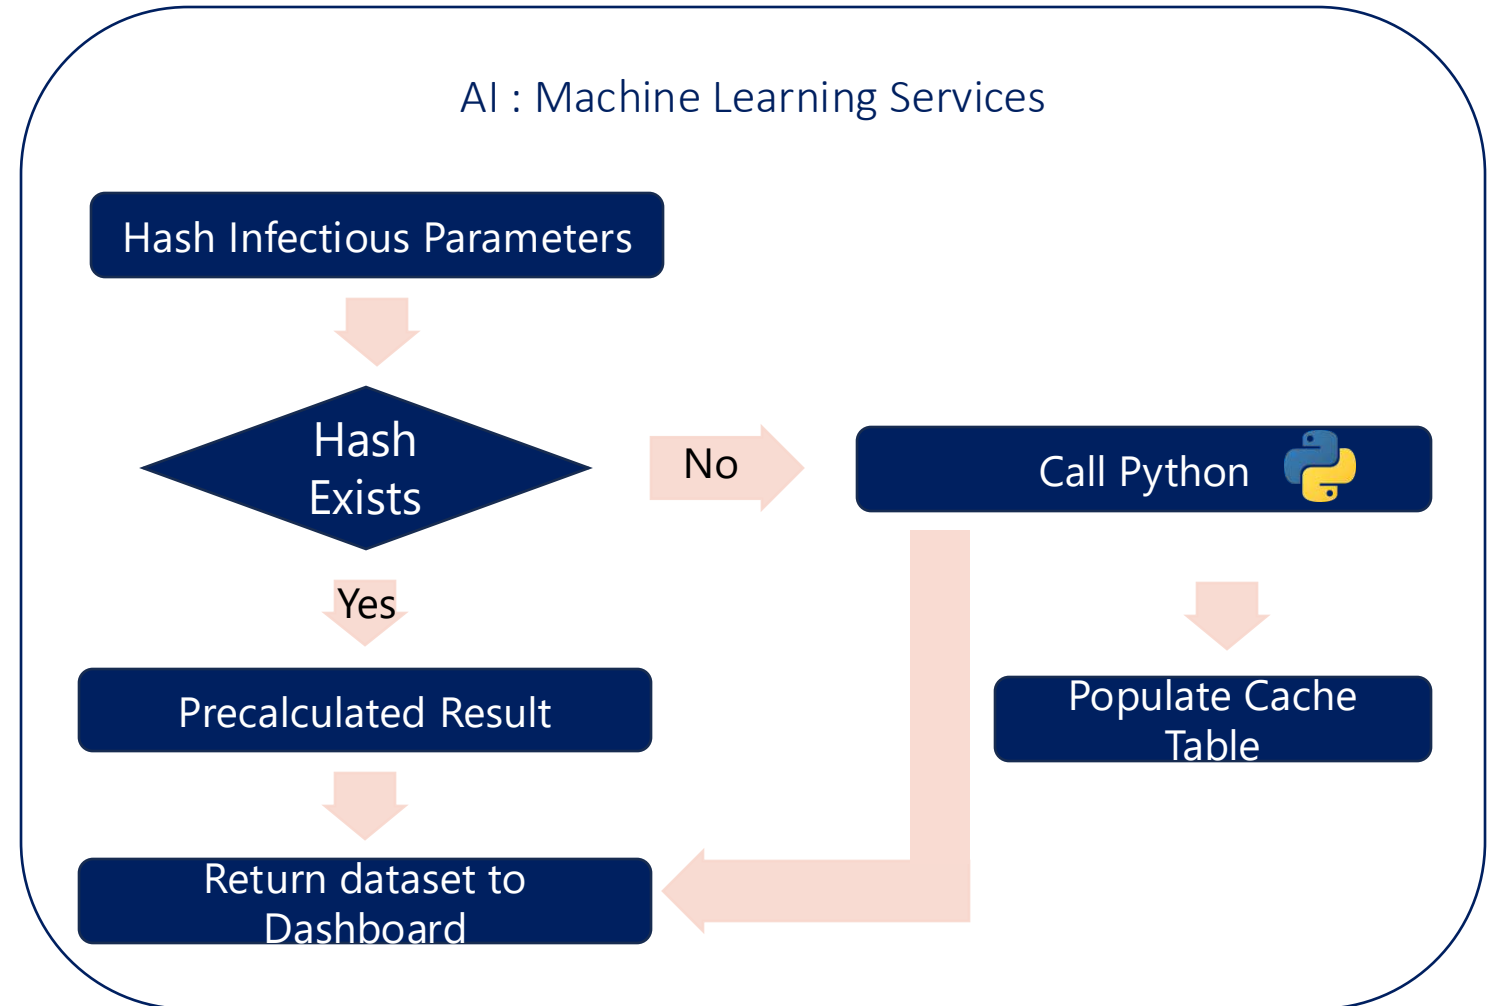 AI : Machine Learning Services
Hash Infectious Parameters
Hash
Exists
No
Call Python
Yes
Precalculated Result
Populate Cache
Table
Return dataset to
Dashboard